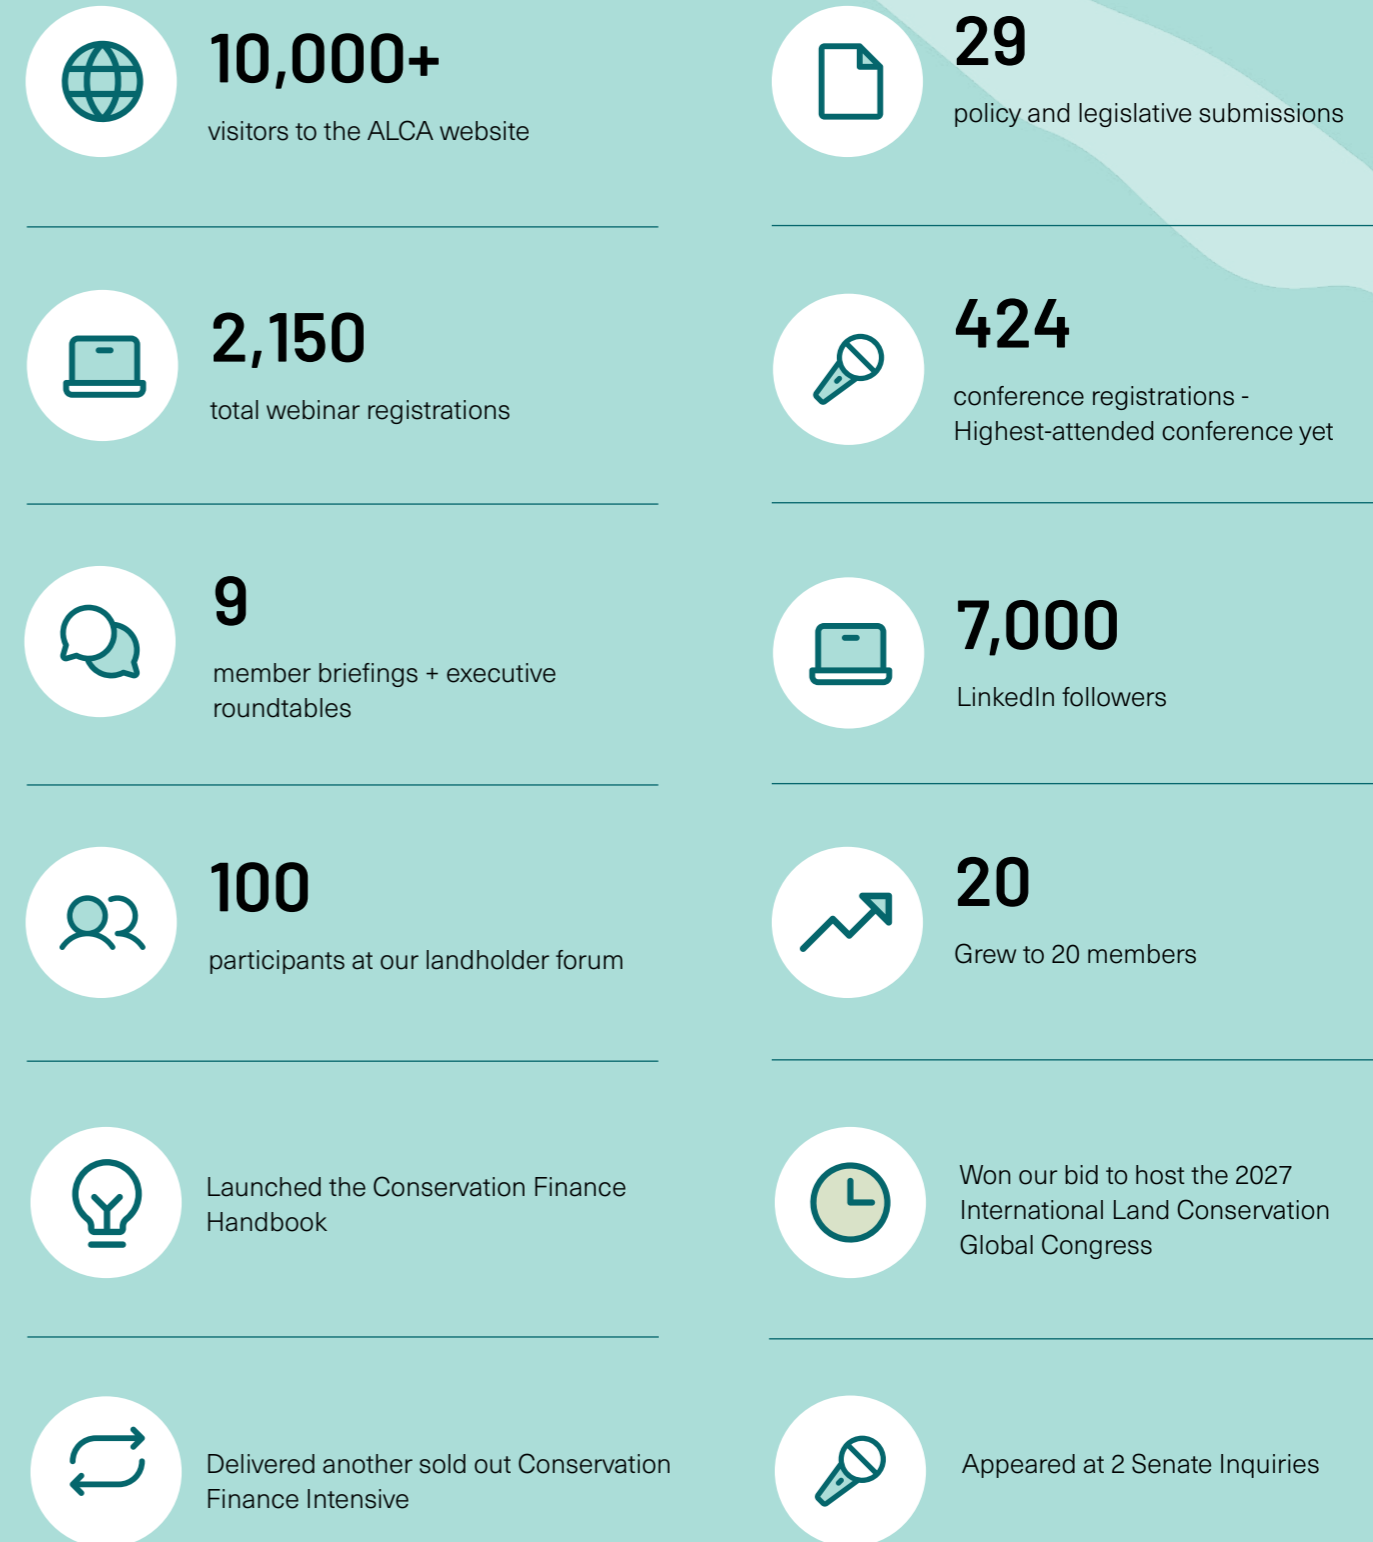 10,000+
visitors to the ALCA website
29
policy and legislative submissions
2,150
total webinar registrations
424
conference registrations -
Highest-attended conference yet
9
member briefings + executive
roundtables
7,000
LinkedIn followers
100
participants at our landholder forum
20
Grew to 20 members
Launched the Conservation Finance
Handbook
Won our bid to host the 2027
International Land Conservation
Global Congress
Delivered another sold out Conservation
Finance Intensive
Appeared at 2 Senate Inquiries